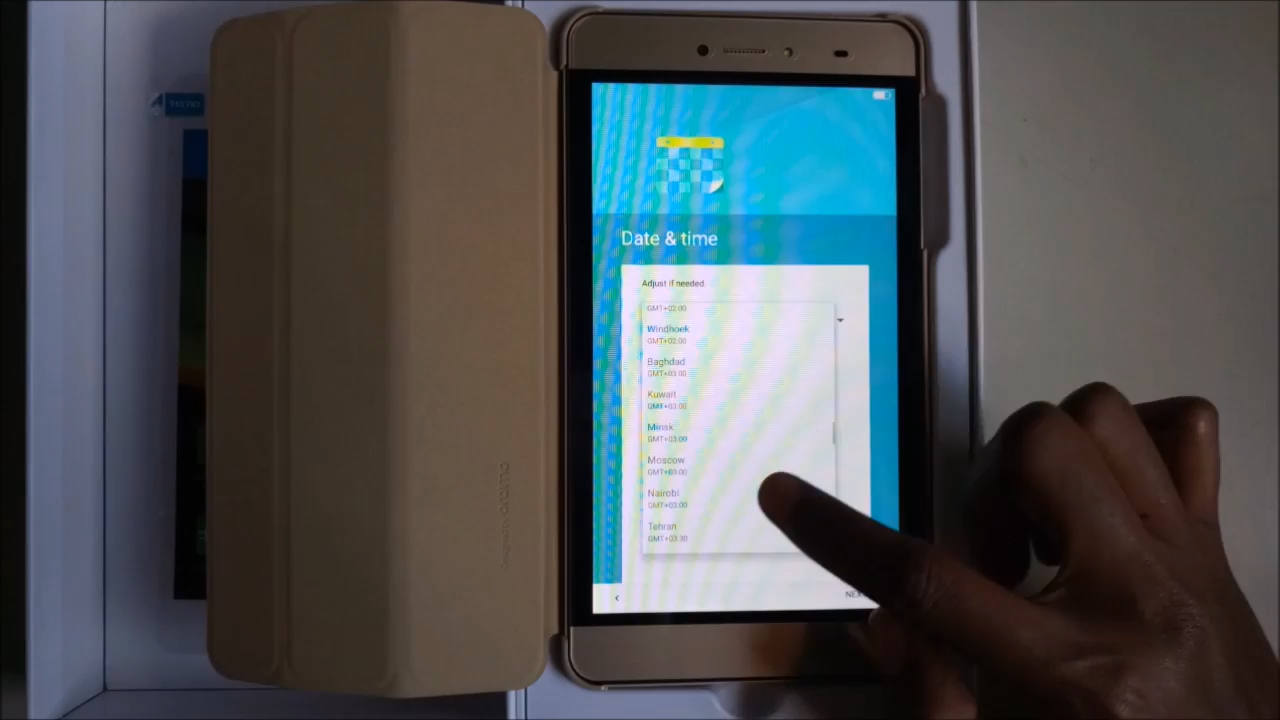 TECNO
Date & time
Adjust if needed.
GMT+02:00
Windhoek
GMT+02:00
Baghdad
GMT+03:00
Kuwait
GMT+03:00
Minsk
GMT+03:00
Moscow
GMT+03:00
Nairobi
GMT+03:00
Tehran
GMT+03:30